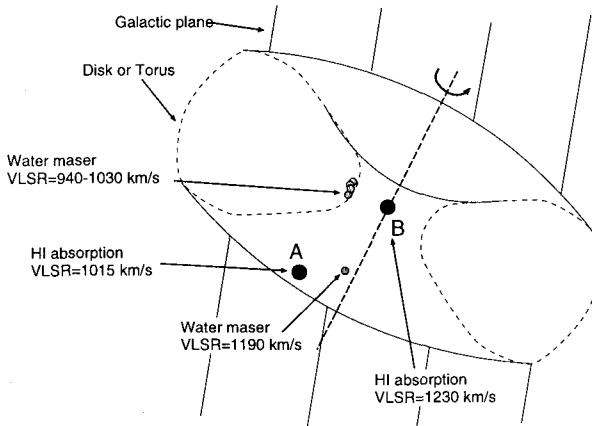 Galactic plane
Disk or Torus
Water maser
VLSR=940-1030 km/s
HI absorption
VLSR=1015 km/s
A
B
Water maser
VLSR=1190 km/s
HI absorption
VLSR=1230 km/s